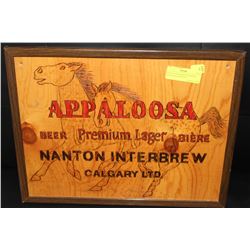 APPALOOSA
BEER Premium Lager BIÈRE
NANTON INTERBREW
CALGARY LTD.